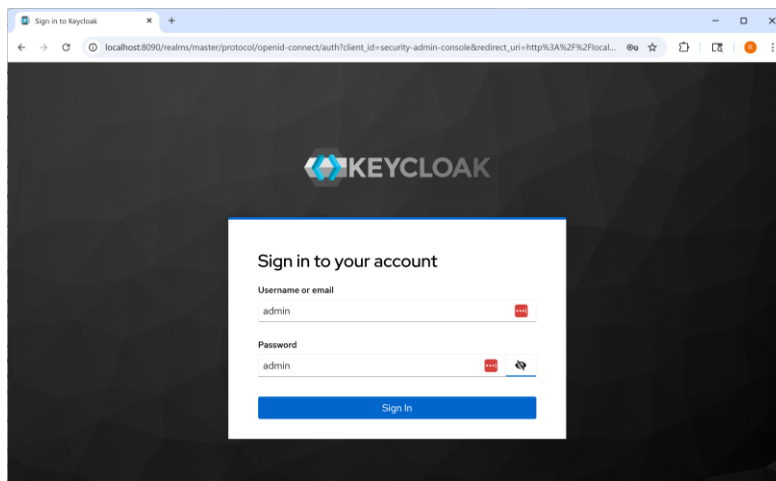 Sign in to Keycloak
localhost:8090/realms/master/protocol/openid-connect/auth?client_id=security-admin-console&redirect_uri=http%3A%2F%2Flocal...
R
KEYCLOAK
Sign in to your account
Username or email
admin
Password
admin
Sign In